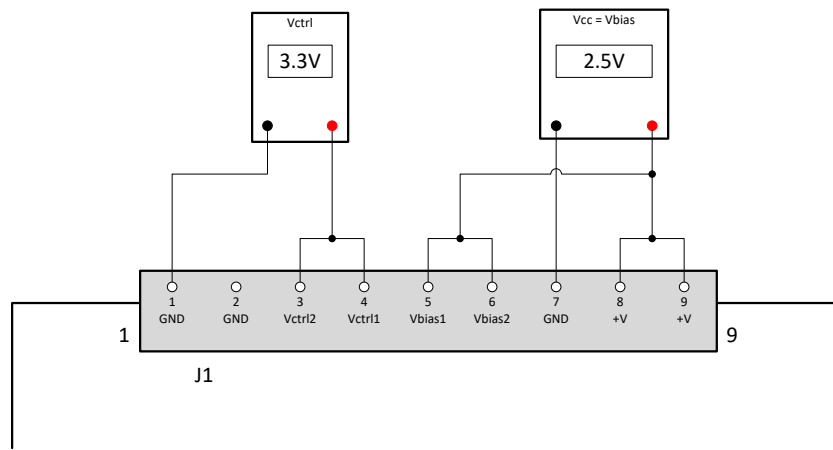 Vctrl
Vcc = Vbias
3.3V
2.5V
1 2 3 4 5 6 7 8 9
GND GND Vctrl2 Vctrl1 Vbias1 Vbias2 GND +V +V
1
9
J1